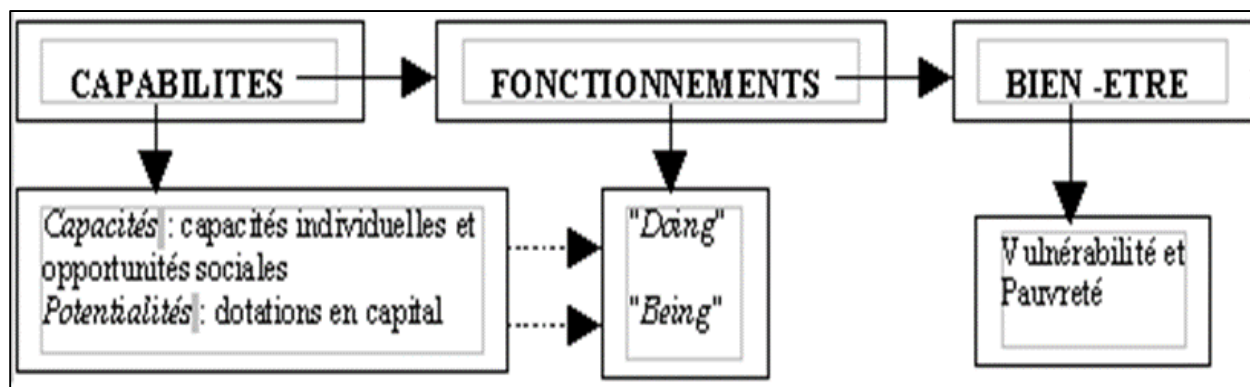 CAPABILITES
FONCTIONNEMENTS
BIEN -ETRE
Capacités : capacités individuelles et
opportunités sociales
Potentialités : dotations en capital
"Doing"
"Being"
Vulnérabilité et
Pauvreté